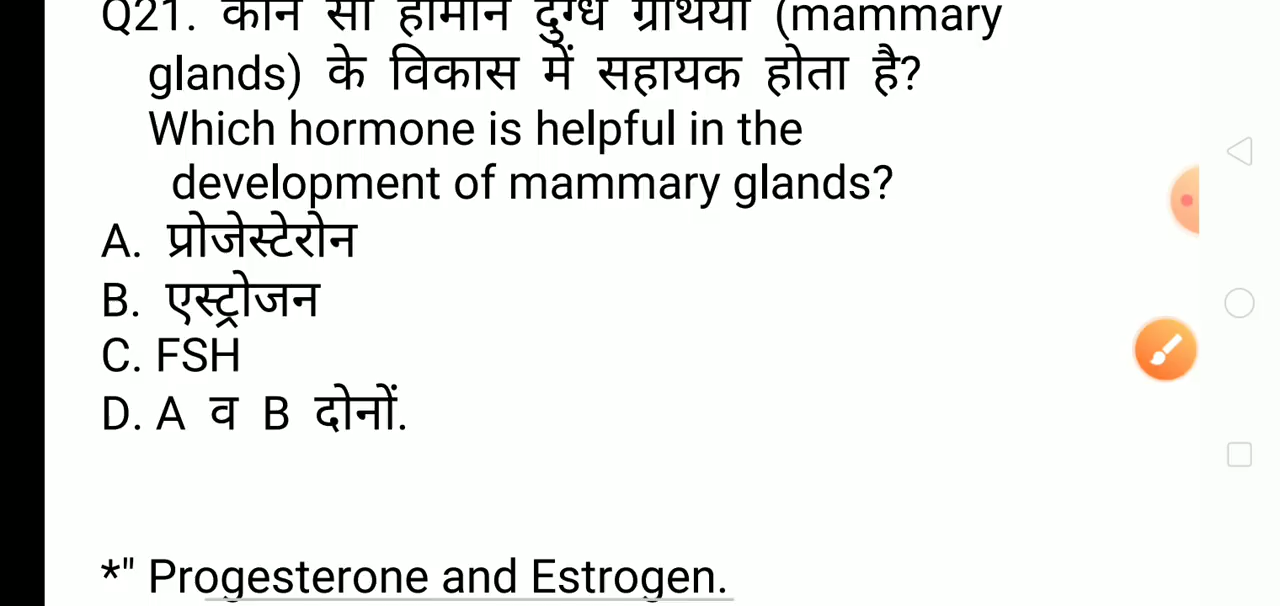 Q21. कौन सा हार्मोन दुग्ध ग्रंथियों (mammary
glands) के विकास में सहायक होता है?
Which hormone is helpful in the
development of mammary glands?
A. प्रोजेस्टेरोन
B. एस्ट्रोजन
C. FSH
D. A व B दोनों.
*" Progesterone and Estrogen.